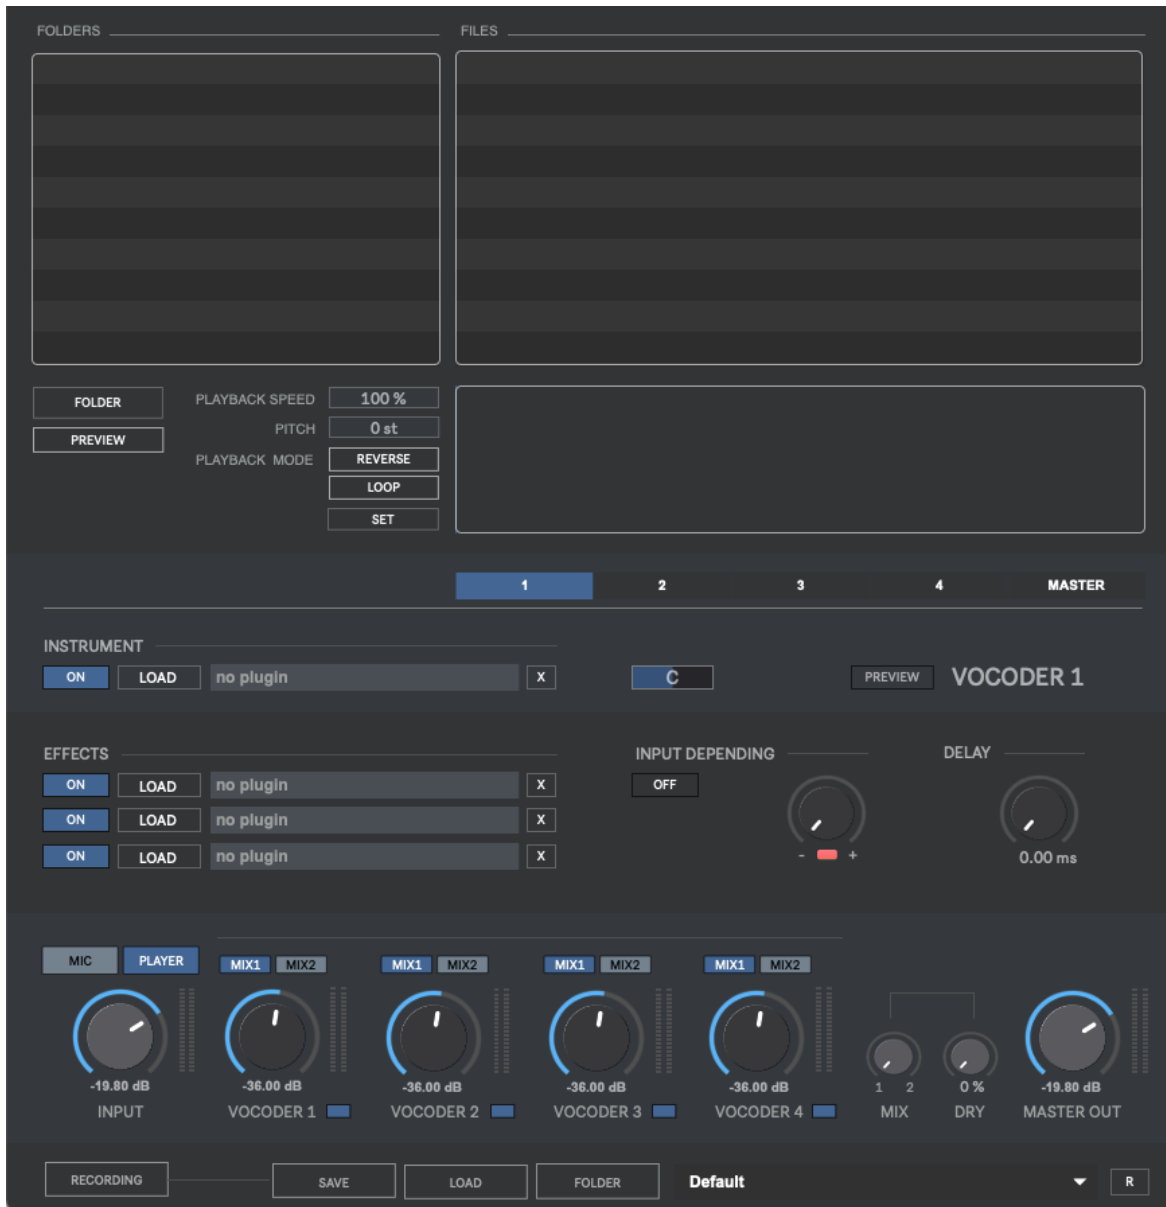 FOLDERS
FILES
FOLDER
PREVIEW
PLAYBACK SPEED 100 %
PITCH 0 st
PLAYBACK MODE REVERSE
LOOP
SET
1 2 3 4 MASTER
INSTRUMENT
ON LOAD no plugin X C PREVIEW VOCODER 1
EFFECTS
INPUT DEPENDING
DELAY
ON LOAD no plugin X OFF
ON LOAD no plugin X
ON LOAD no plugin X
- +
0.00 ms
MIC PLAYER MIX1 MIX2 MIX1 MIX2 MIX1 MIX2 MIX1 MIX2
-19.80 dB -36.00 dB -36.00 dB -36.00 dB -36.00 dB 1 2 0 % -19.80 dB
INPUT VOCODER 1 VOCODER 2 VOCODER 3 VOCODER 4 MIX DRY MASTER OUT
RECORDING SAVE LOAD FOLDER Default R